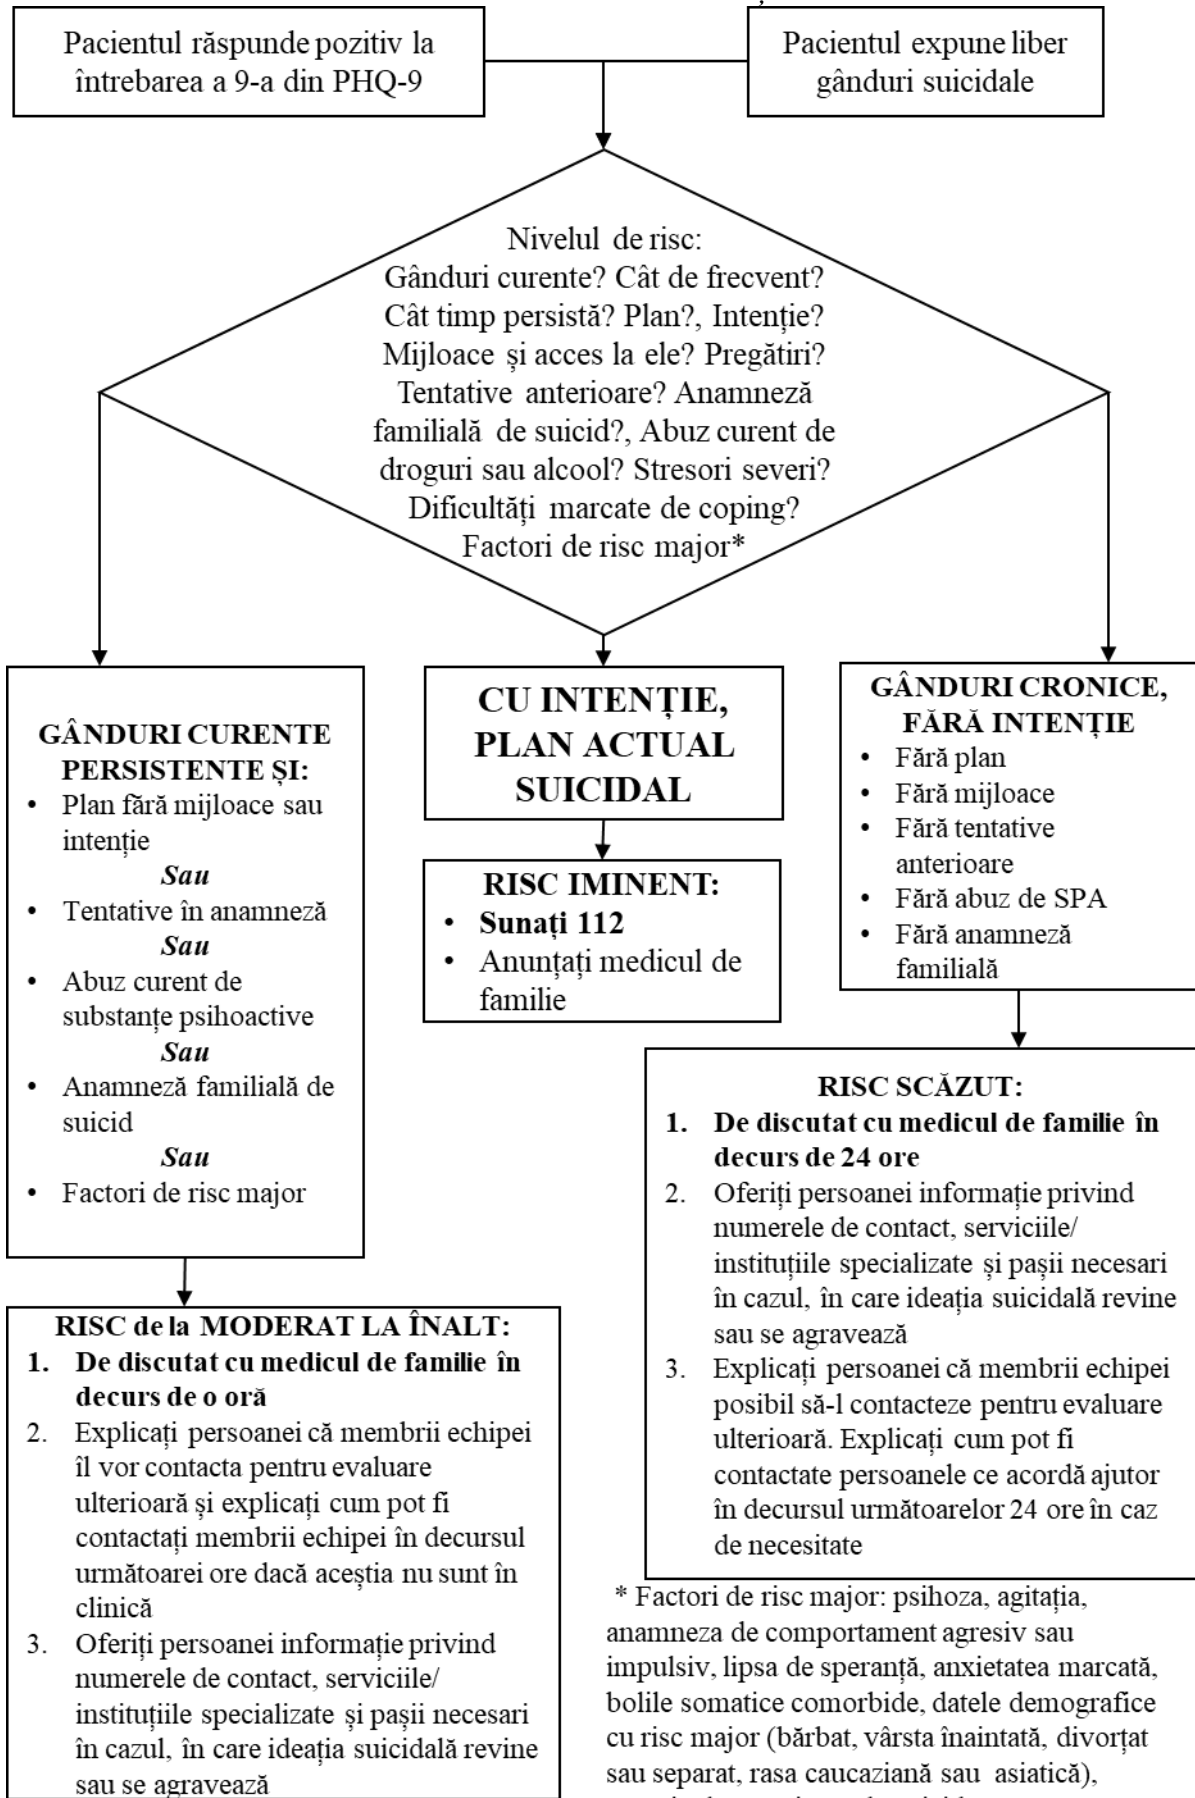 Pacientul răspunde pozitiv la
întrebarea a 9-a din PHQ-9
Pacientul expune liber
gânduri suicidale
Nivelul de risc:
Gânduri curente? Cât de frecvent?
Cât timp persistă? Plan?, Intenție?
Mijloace și acces la ele? Pregătiri?
Tentative anterioare? Anamneză
familială de suicid?, Abuz curent de
droguri sau alcool? Stresori severi?
Dificultăți marcate de coping?
Factori de risc major*
GÂNDURI CURENTE
PERSISTENTE ȘI:
• Plan fără mijloace sau
intenție
Sau
• Tentative în anamneză
Sau
• Abuz curent de
substanțe psihoactive
Sau
• Anamneză familială de
suicid
Sau
• Factori de risc major
CU INTENȚIE,
PLAN ACTUAL
SUICIDAL
RISC IMINENT:
• Sunați 112
• Anunțați medicul de
familie
GÂNDURI CRONICE,
FĂRĂ INTENȚIE
• Fără plan
• Fără mijloace
• Fără tentative
anterioare
• Fără abuz de SPA
• Fără anamneză
familială
RISC de la MODERAT LA ÎNALT:
1. De discutat cu medicul de familie în
decurs de o oră
2. Explicați persoanei că membrii echipei
îl vor contacta pentru evaluare
ulterioară și explicați cum pot fi
contactați membrii echipei în decursul
următoarei ore dacă aceștia nu sunt în
clinică
3. Oferiți persoanei informație privind
numerele de contact, serviciile/
instituțiile specializate și pașii necesari
în cazul, în care ideația suicidală revine
sau se agravează
RISC SCĂZUT:
1. De discutat cu medicul de familie în
decurs de 24 ore
2. Oferiți persoanei informație privind
numerele de contact, serviciile/
instituțiile specializate și pașii necesari
în cazul, în care ideația suicidală revine
sau se agravează
3. Explicați persoanei că membrii echipei
posibil să-l contacteze pentru evaluare
ulterioară. Explicați cum pot fi
contactate persoanele ce acordă ajutor
în decursul următoarelor 24 ore în caz
de necesitate
* Factori de risc major: psihoza, agitația,
anamneza de comportament agresiv sau
impulsiv, lipsa de speranță, anxietatea marcată,
bolile somatice comorbide, datele demografice
cu risc major (bărbat, vârsta înaintată, divorțat
sau separat, rasa caucaziană sau asiatică),